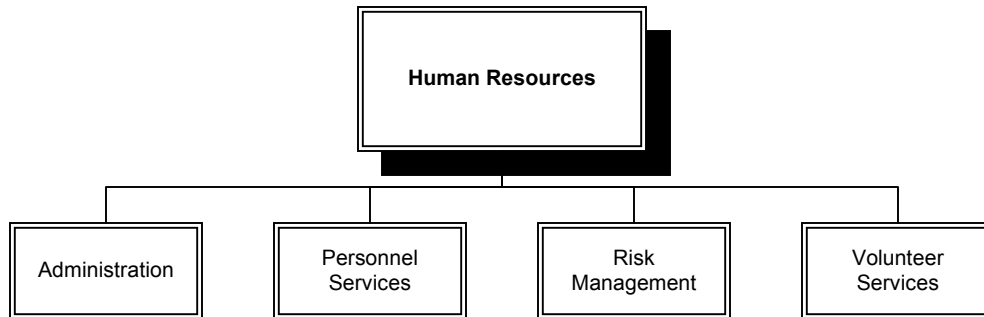 Human Resources
Administration
Personnel
Services
Risk
Management
Volunteer
Services